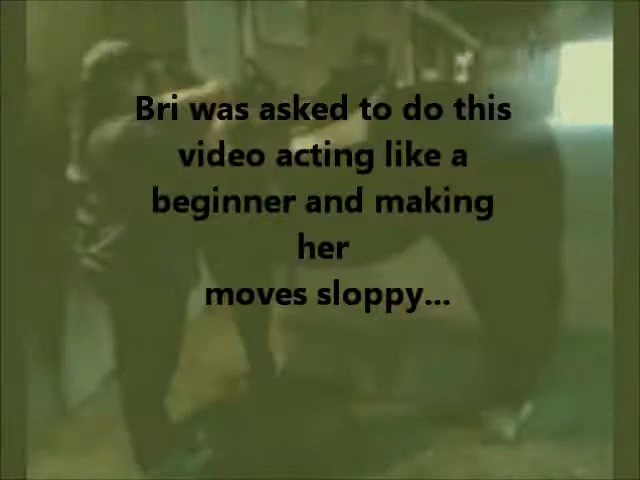 Bri was asked to do this
video acting like a
beginner and making
her
moves sloppy...